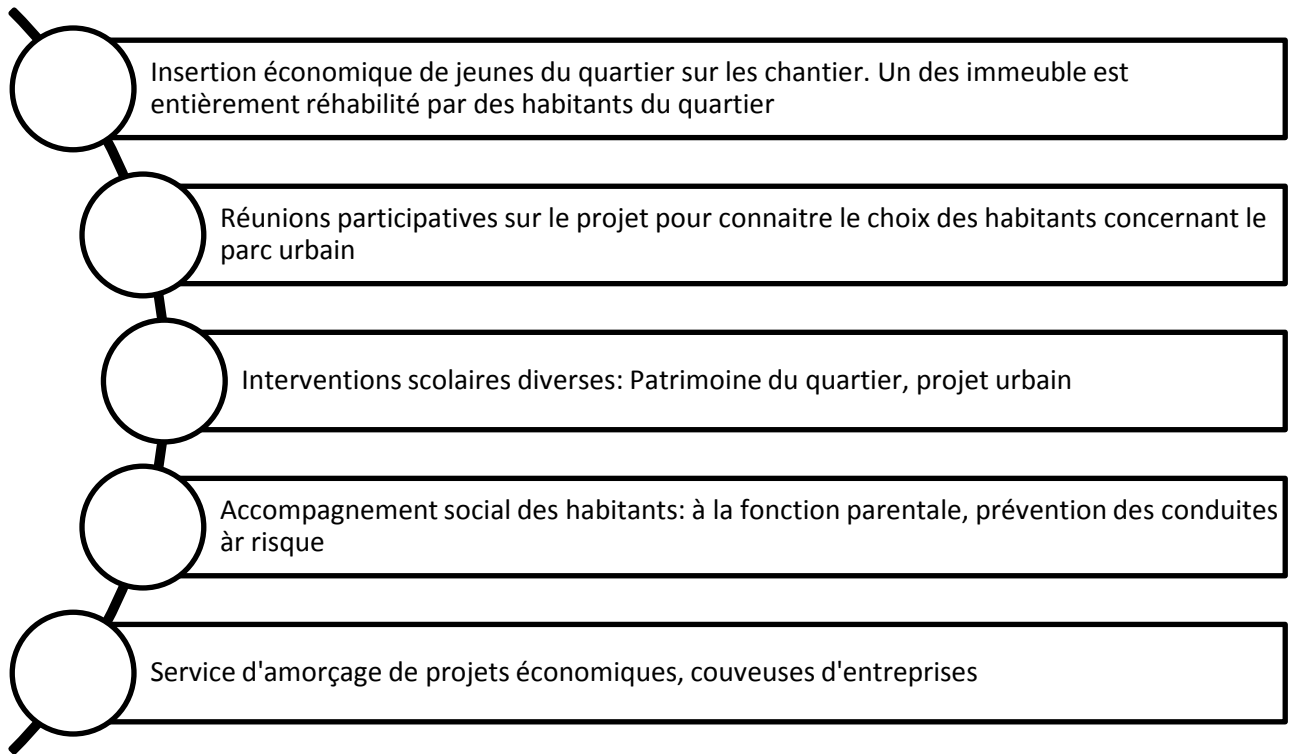 Insertion économique de jeunes du quartier sur les chantier. Un des immeuble est
entièrement réhabilité par des habitants du quartier
Réunions participatives sur le projet pour connaitre le choix des habitants concernant le
parc urbain
Interventions scolaires diverses: Patrimoine du quartier, projet urbain
Accompagnement social des habitants: à la fonction parentale, prévention des conduites
àr risque
Service d'amorçage de projets économiques, couveuses d'entreprises